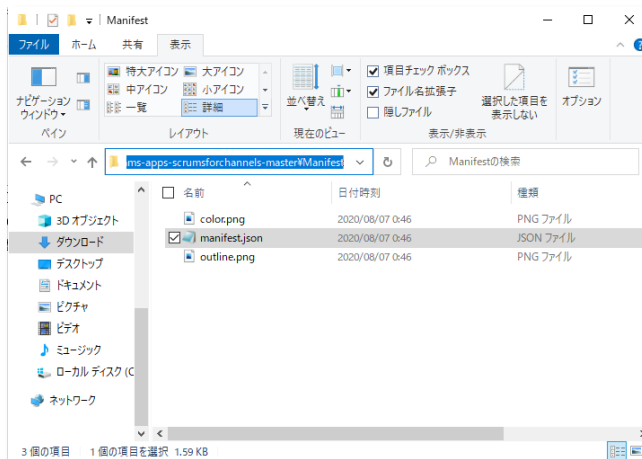 Manifest
ファイル ホーム 共有 表示
特大アイコン 大アイコン
中アイコン 小アイコン
一覧 詳細
ナビゲーション ウィンドウ
並べ替え
項目チェック ボックス
ファイル名拡張子
隠しファイル
選択した項目を 表示しない
オプション
ペイン レイアウト 現在のビュー 表示/非表示
ms-apps-scrumsforchannels-master¥Manifest
Manifestの検索
PC
3D オブジェクト
ダウンロード
デスクトップ
ドキュメント
ピクチャ
ビデオ
ミュージック
ローカル ディスク (C
ネットワーク
名前 日付時刻 種類
color.png 2020/08/07 0:46 PNG ファイル
manifest.json 2020/08/07 0:46 JSON ファイル
outline.png 2020/08/07 0:46 PNG ファイル
3 個の項目 1 個の項目を選択 1.59 KB